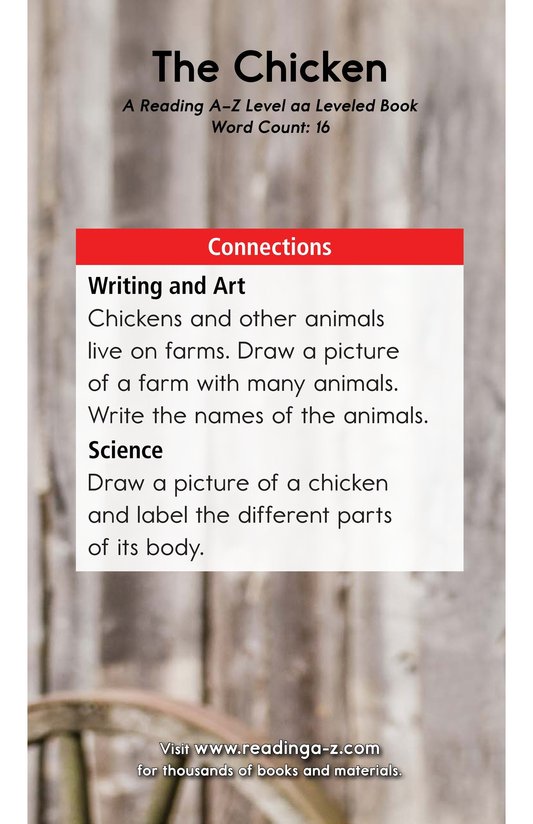 The Chicken
A Reading A–Z Level aa Leveled Book
Word Count: 16
Connections
Writing and Art
Chickens and other animals
live on farms. Draw a picture
of a farm with many animals.
Write the names of the animals.
Science
Draw a picture of a chicken
and label the different parts
of its body.
Visit www.readinga-z.com
for thousands of books and materials.